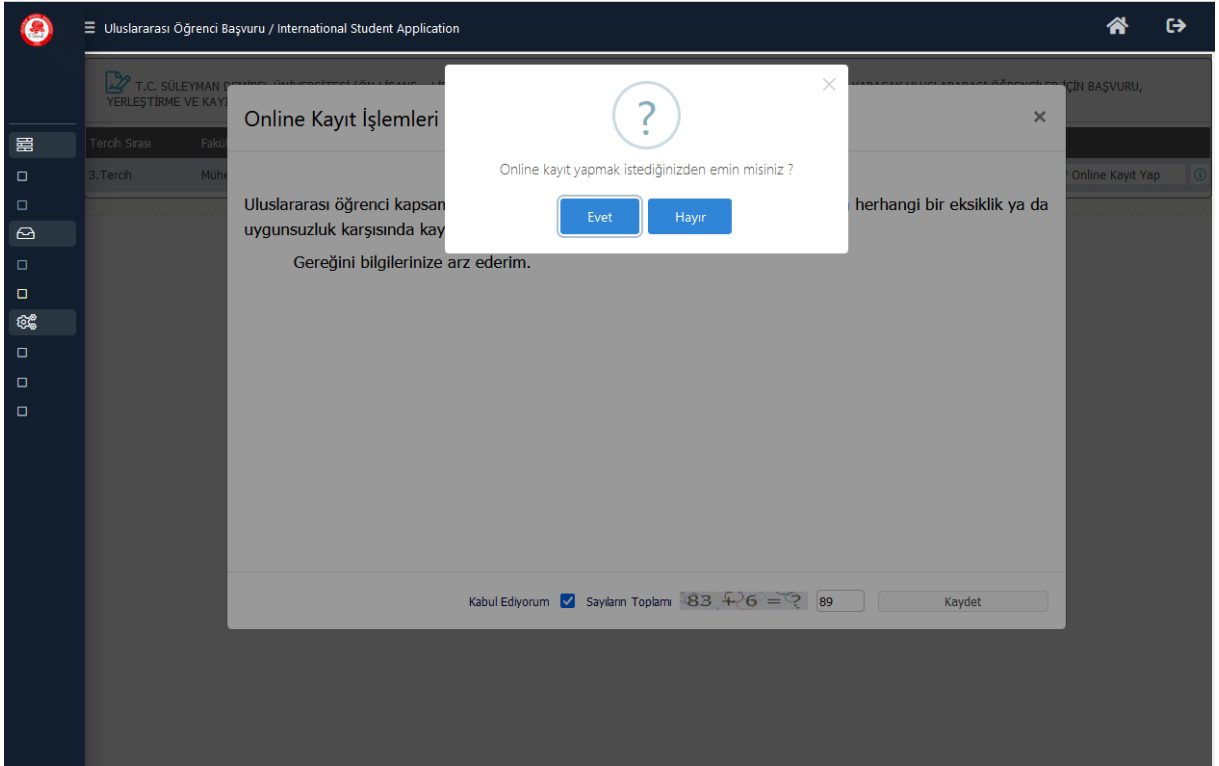 Uluslararası Öğrenci Başvuru / International Student Application
T.C. SÜLEYMAN
ÇİN BAŞVURU,
YERLEŞTİRME VE KAYI
Online Kayıt İşlemleri
Tercih Sırası
3.Tercih
Online Kayıt Yap
Online kayıt yapmak istediğinizden emin misiniz ?
Evet Hayır
Uluslararası öğrenci kapsan herhangi bir eksiklik ya da
uygunsuzluk karşısında kay
Gereğini bilgilerinize arz ederim.
Kabul Ediyorum Sayıların Toplamı 83 + 6 = ? 89 Kaydet